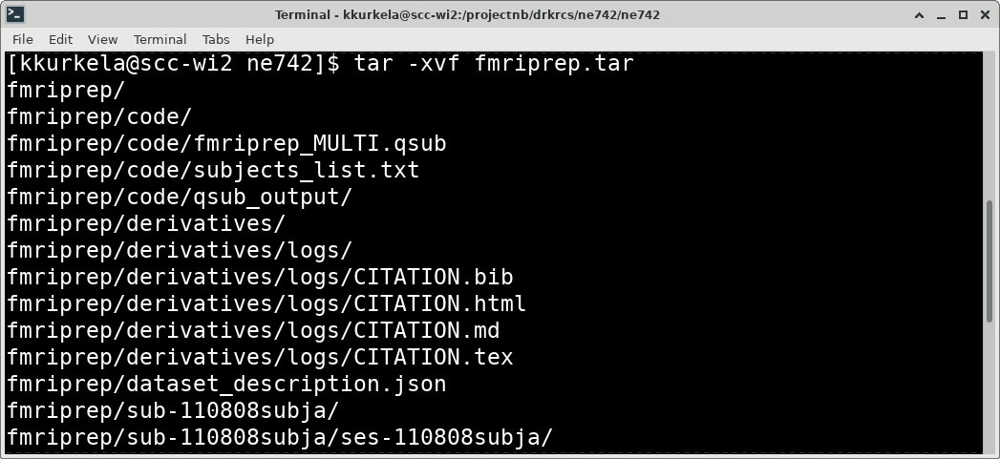 Terminal - kkurkela@scc-wi2:/projectnb/drkrcs/ne742/ne742
File Edit View Terminal Tabs Help
[kkurkela@scc-wi2 ne742]$ tar -xvf fmriprep.tar
fmriprep/
fmriprep/code/
fmriprep/code/fmriprep_MULTI.qsub
fmriprep/code/subjects_list.txt
fmriprep/code/qsub_output/
fmriprep/derivatives/
fmriprep/derivatives/logs/
fmriprep/derivatives/logs/CITATION.bib
fmriprep/derivatives/logs/CITATION.html
fmriprep/derivatives/logs/CITATION.md
fmriprep/derivatives/logs/CITATION.tex
fmriprep/dataset_description.json
fmriprep/sub-110808subja/
fmriprep/sub-110808subja/ses-110808subja/